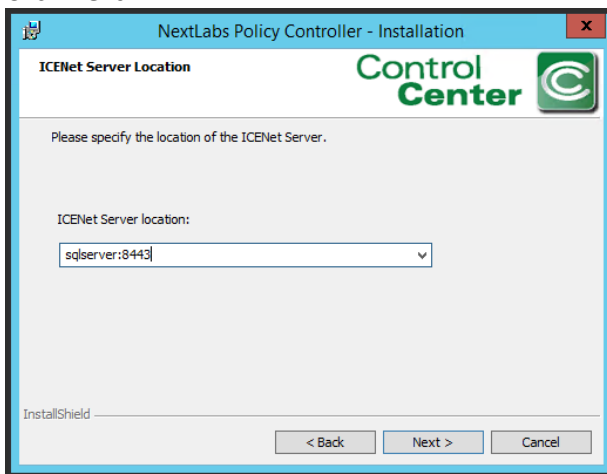 NextLabs Policy Controller - Installation
x
ICENet Server Location
Control
Center
C
Please specify the location of the ICENet Server.
ICENet Server location:
sqlserver:8443
InstallShield
< Back
Next >
Cancel